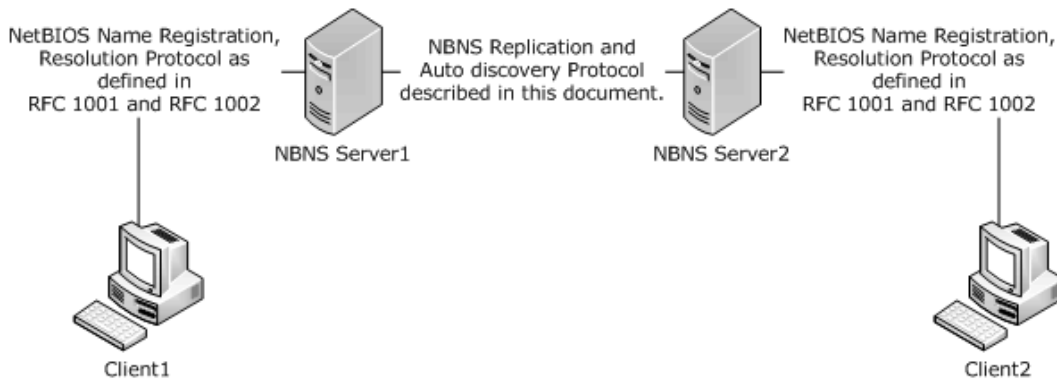 NetBIOS Name Registration,
Resolution Protocol as
defined in
RFC 1001 and RFC 1002
NBNS Server1
NBNS Replication and
Auto discovery Protocol
described in this document.
NBNS Server2
NetBIOS Name Registration,
Resolution Protocol as
defined in
RFC 1001 and RFC 1002
Client1
Client2